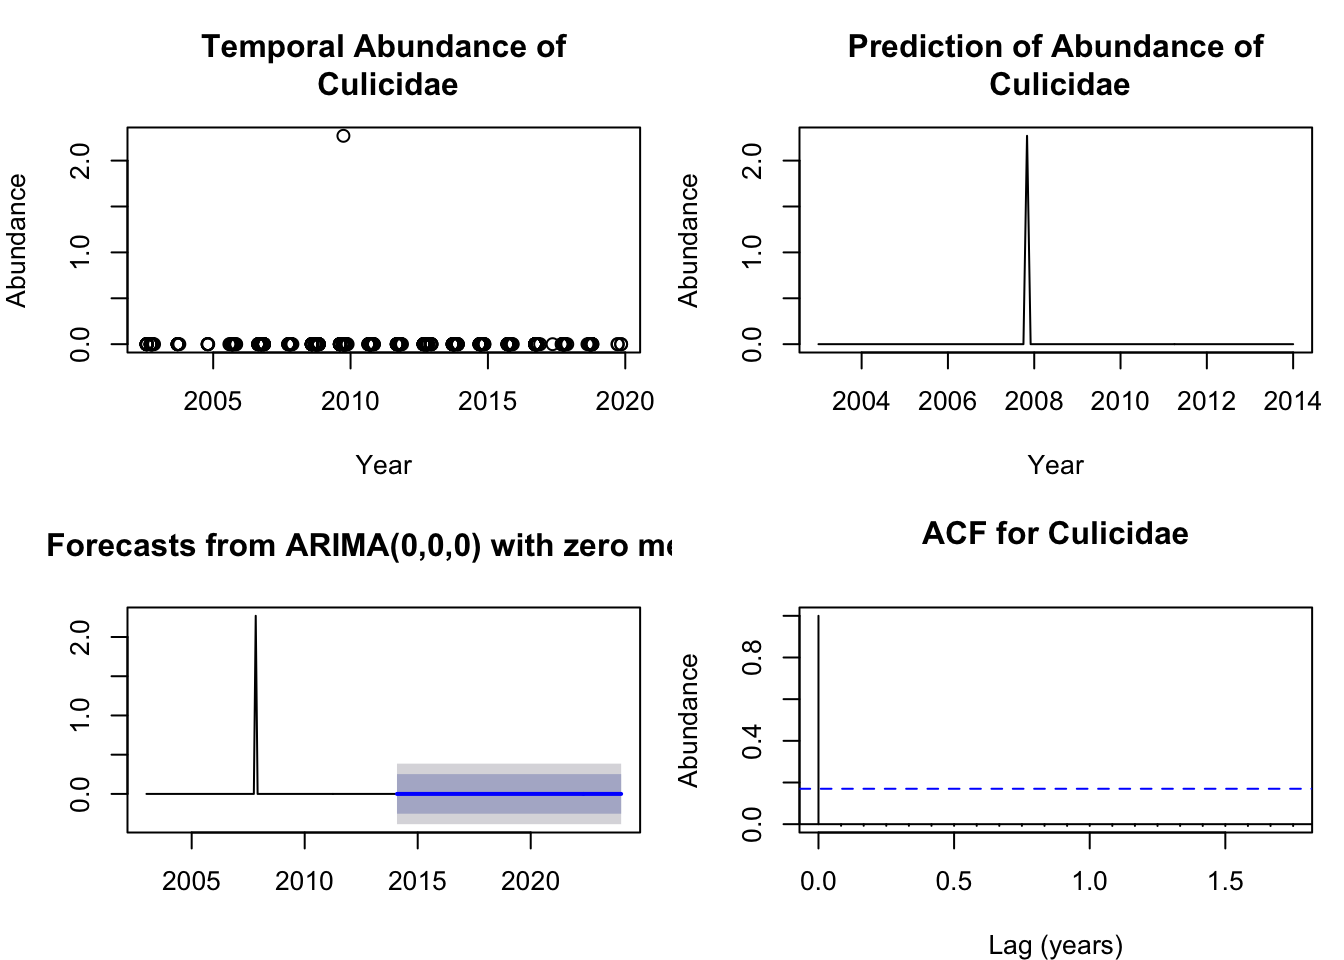 Temporal Abundance of
Culicidae
Abundance
2.0
1.0
0.0
2005 2010 2015 2020
Year
Prediction of Abundance of
Culicidae
Abundance
2.0
1.0
0.0
2004 2006 2008 2010 2012 2014
Year
Forecasts from ARIMA(0,0,0) with zero me
2.0
1.0
0.0
2005 2010 2015 2020
ACF for Culicidae
Abundance
0.8
0.4
0.0
0.0 0.5 1.0 1.5
Lag (years)